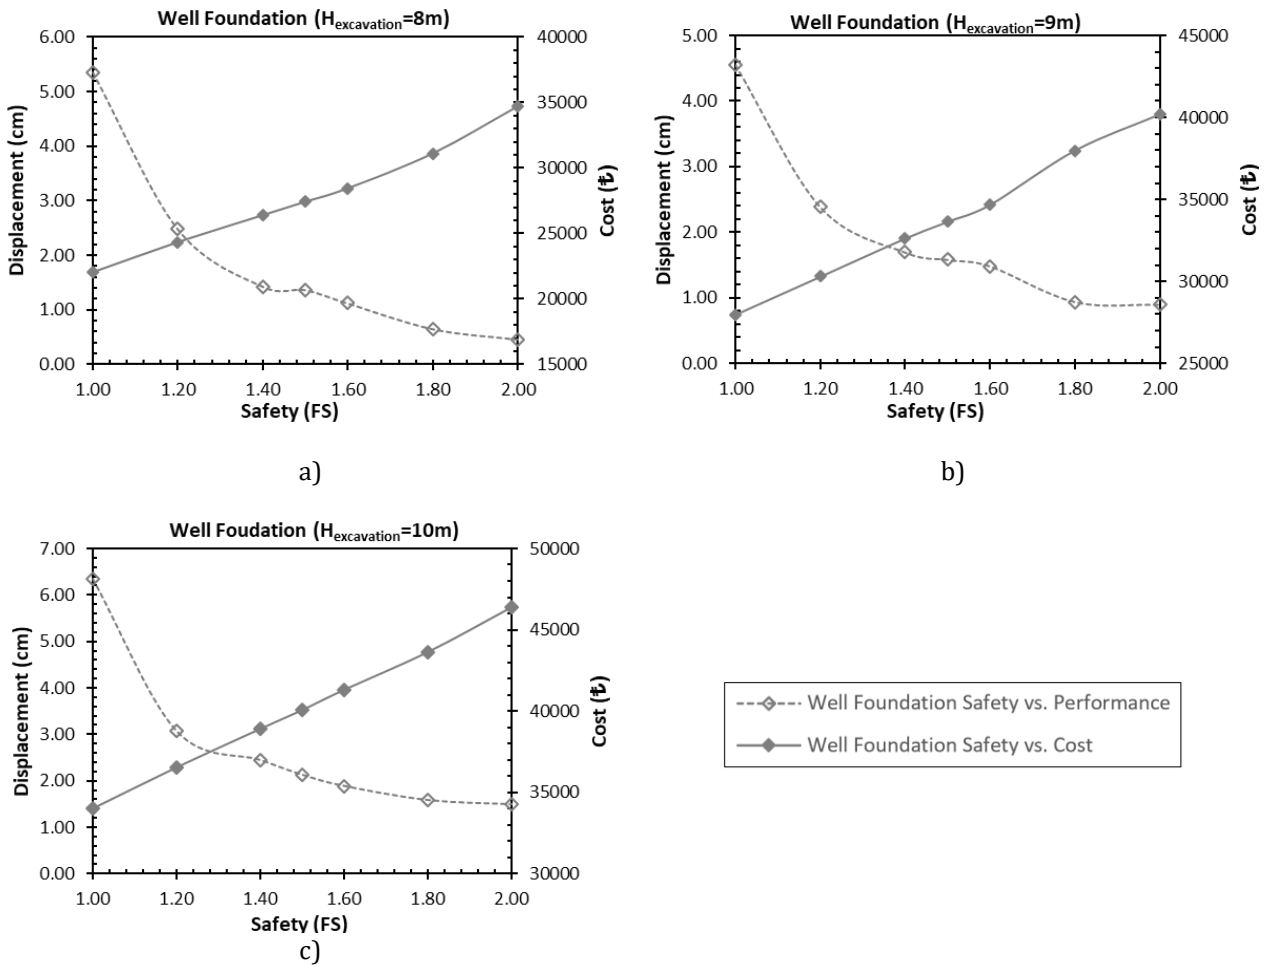 Well Foundation (Hexcavation=8m)
6.00
5.00
4.00
3.00
2.00
1.00
0.00
Displacement (cm)
40000
35000
30000
25000
20000
15000
Cost (₺)
1.00 1.20 1.40 1.60 1.80 2.00
Safety (FS)
a)
Well Foundation (Hexcavation=9m)
5.00
4.00
3.00
2.00
1.00
0.00
Displacement (cm)
45000
40000
35000
30000
25000
Cost (₺)
1.00 1.20 1.40 1.60 1.80 2.00
Safety (FS)
b)
Well Foudation (Hexcavation=10m)
7.00
6.00
5.00
4.00
3.00
2.00
1.00
0.00
Displacement (cm)
50000
45000
40000
35000
30000
Cost (₺)
1.00 1.20 1.40 1.60 1.80 2.00
Safety (FS)
c)
Well Foundation Safety vs. Performance
Well Foundation Safety vs. Cost